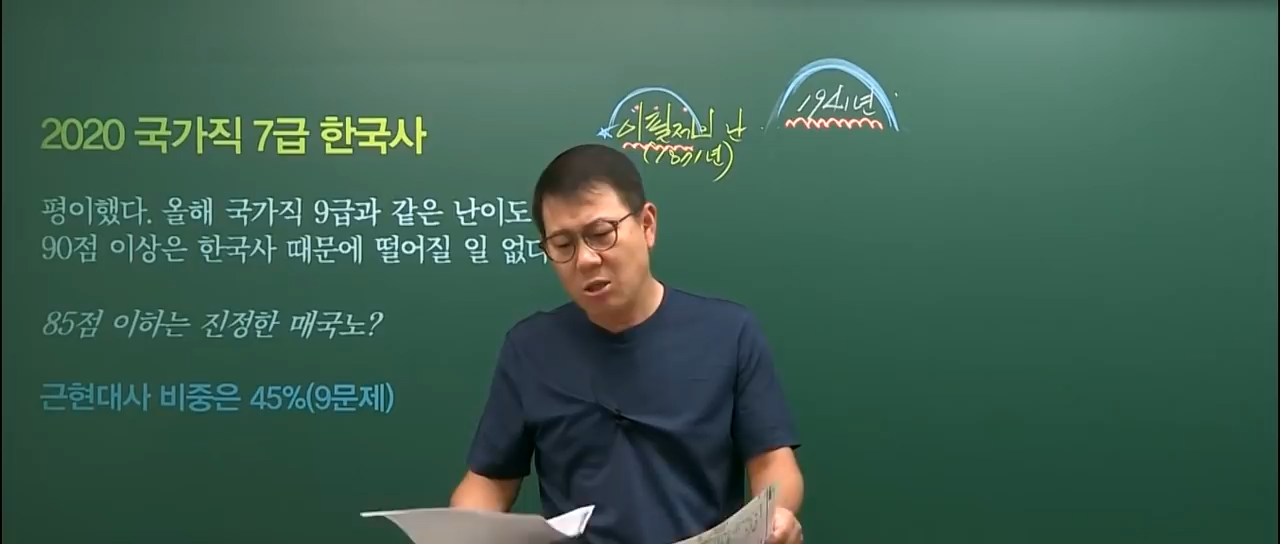 2020 국가직 7급 한국사
평이했다. 올해 국가직 9급과 같은 난이도
90점 이상은 한국사 때문에 떨어질 일 없다
85점 이하는 진정한 매국노?
근현대사 비중은 45%(9문제)
이필제의 난
(1871년)
1941년